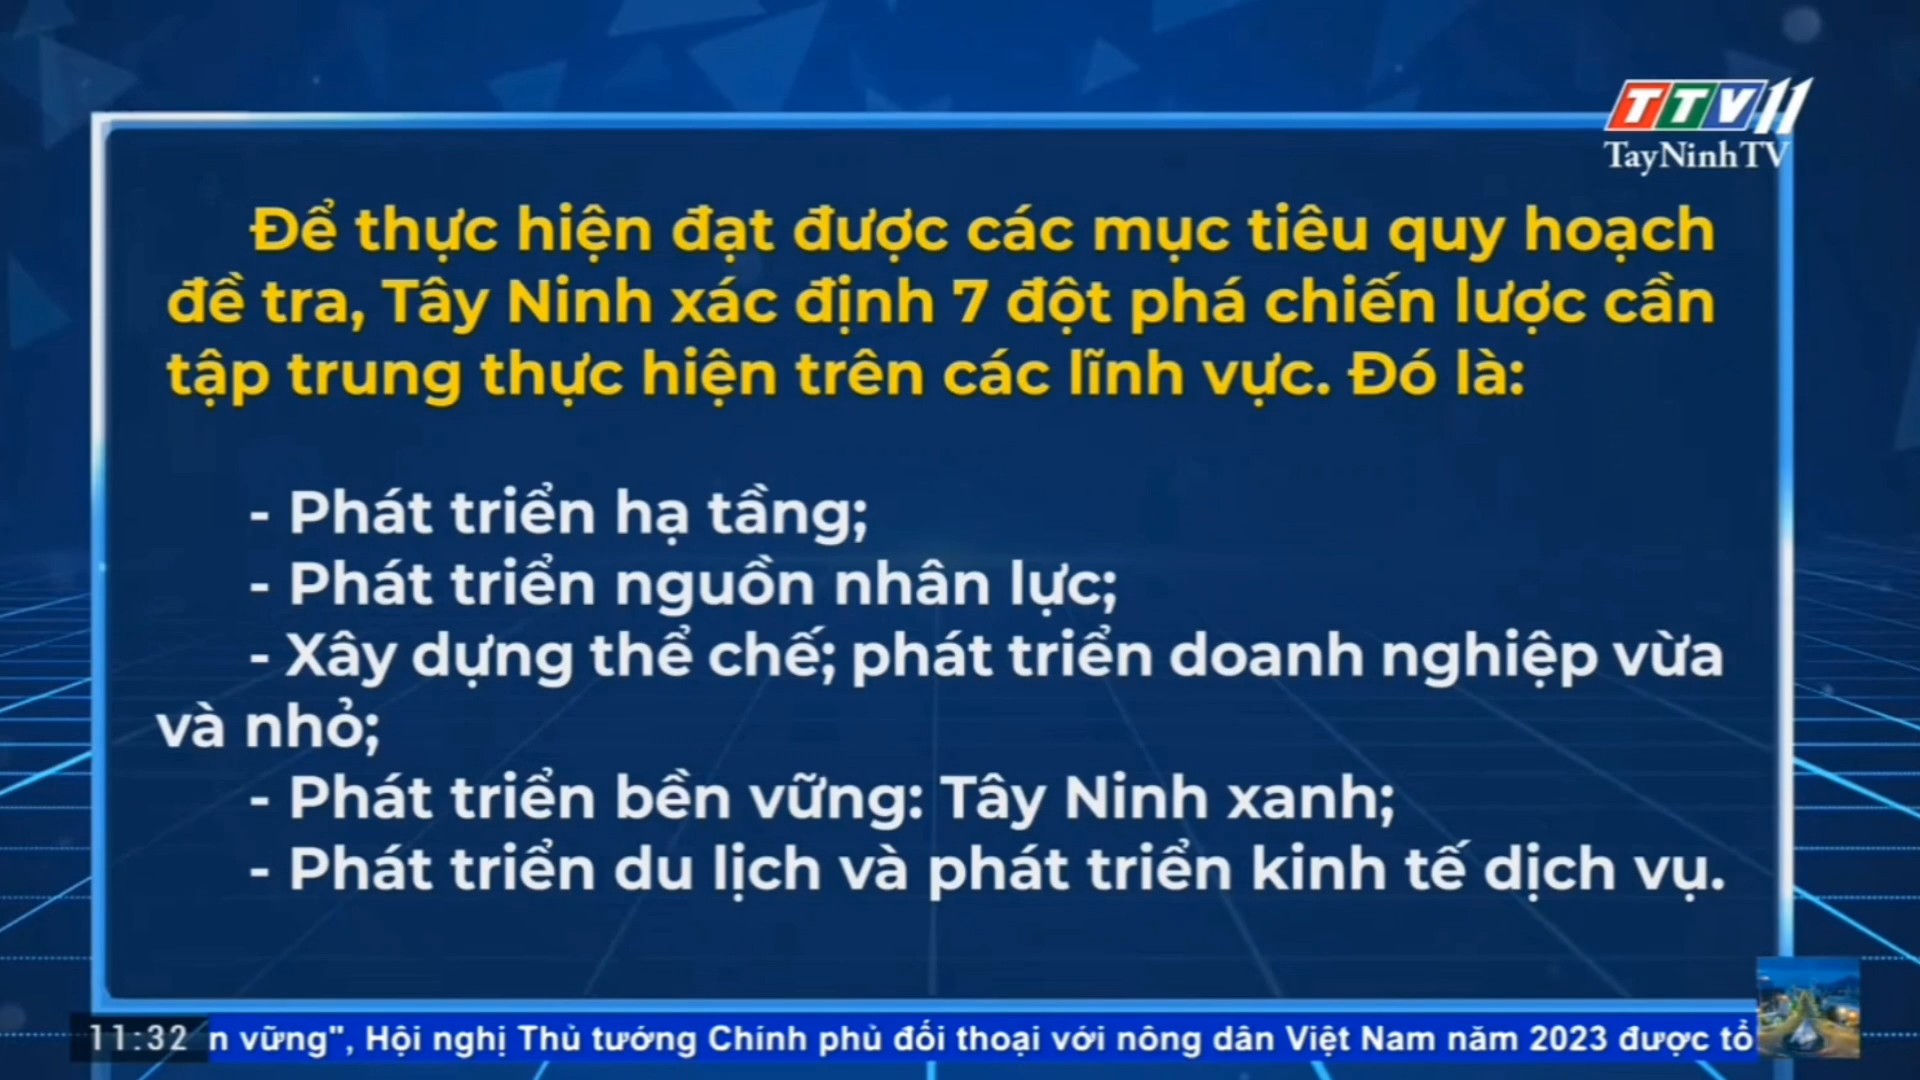 TTV11
TayNinhTV
Để thực hiện đạt được các mục tiêu quy hoạch
đề tra, Tây Ninh xác định 7 đột phá chiến lược cần
tập trung thực hiện trên các lĩnh vực. Đó là:
- Phát triển hạ tầng;
- Phát triển nguồn nhân lực;
- Xây dựng thể chế; phát triển doanh nghiệp vừa
và nhỏ;
- Phát triển bền vững: Tây Ninh xanh;
- Phát triển du lịch và phát triển kinh tế dịch vụ.
11:32 n vững", Hội nghị Thủ tướng Chính phủ đối thoại với nông dân Việt Nam năm 2023 được tổ